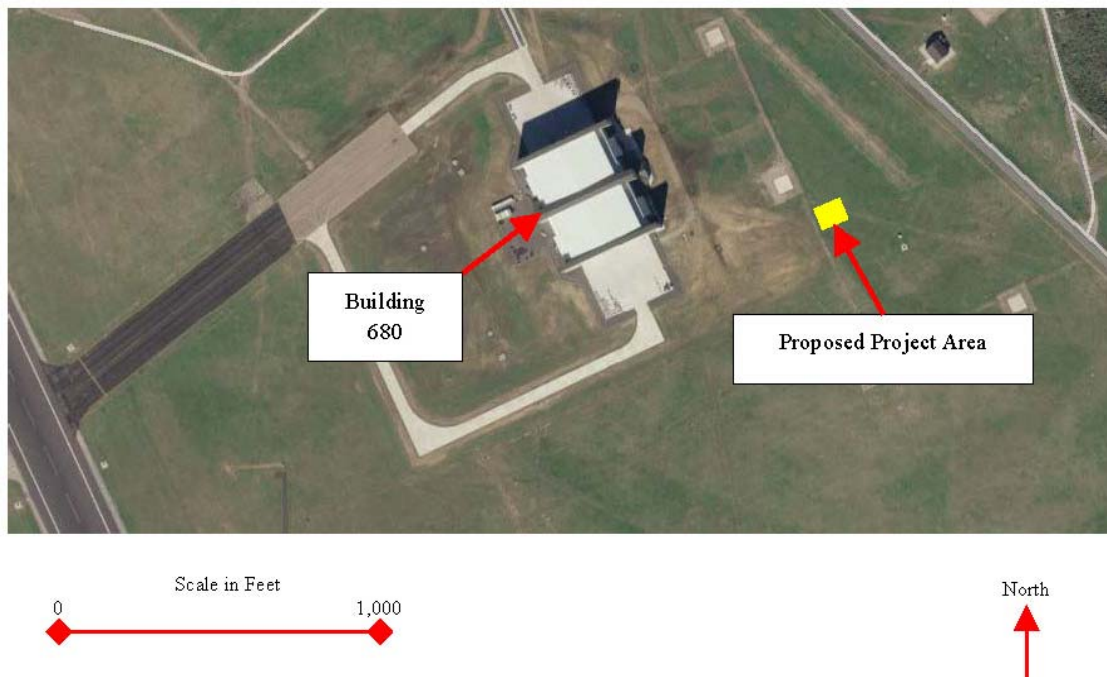 Building
680
Proposed Project Area
Scale in Feet
0 1,000
North